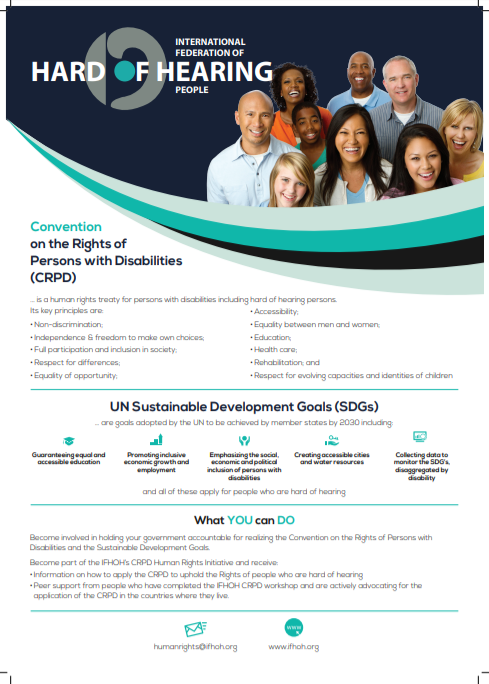 INTERNATIONAL
FEDERATION OF
HARD OF HEARING
PEOPLE
Convention
on the Rights of
Persons with Disabilities
(CRPD)
... is a human rights treaty for persons with disabilities including hard of hearing persons.
Its key principles are:
• Non-discrimination;
• Independence & freedom to make own choices;
• Full participation and inclusion in society;
• Respect for differences;
• Equality of opportunity;
• Accessibility;
• Equality between men and women;
• Education;
• Health care;
• Rehabilitation; and
• Respect for evolving capacities and identities of children
UN Sustainable Development Goals (SDGs)
... are goals adopted by the UN to be achieved by member states by 2030 including:
Guaranteeing equal and
accessible education
Promoting inclusive
economic growth and
employment
Emphasizing the social,
economic and political
inclusion of persons with
disabilities
Creating accessible cities
and water resources
Collecting data to
monitor the SDG's,
disaggregated by
disability
and all of these apply for people who are hard of hearing
What YOU can DO
Become involved in holding your government accountable for realizing the Convention on the Rights of Persons with
Disabilities and the Sustainable Development Goals.
Become part of the IFHOH's CRPD Human Rights Initiative and receive:
• Information on how to apply the CRPD to uphold the Rights of people who are hard of hearing
• Peer support from people who have completed the IFHOH CRPD workshop and are actively advocating for the
application of the CRPD in the countries where they live.
www
humanrights@ifhoh.org
www.ifhoh.org